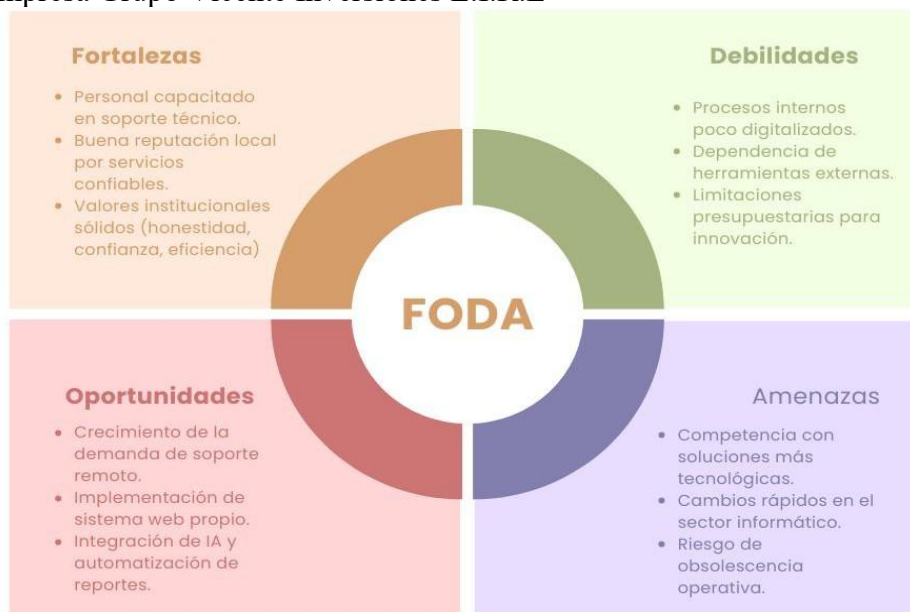 Fortalezas
• Personal capacitado
en soporte técnico.
• Buena reputación local
por servicios
confiables.
• Valores institucionales
sólidos (honestidad,
confianza, eficiencia)
Debilidades
• Procesos internos
poco digitalizados.
• Dependencia de
herramientas externas.
• Limitaciones
presupuestarias para
innovación.
FODA
Oportunidades
• Crecimiento de la
demanda de soporte
remoto.
• Implementación de
sistema web propio.
• Integración de IA y
automatización de
reportes.
Amenazas
• Competencia con
soluciones más
tecnológicas.
• Cambios rápidos en el
sector informático.
• Riesgo de
obsolescencia
operativa.